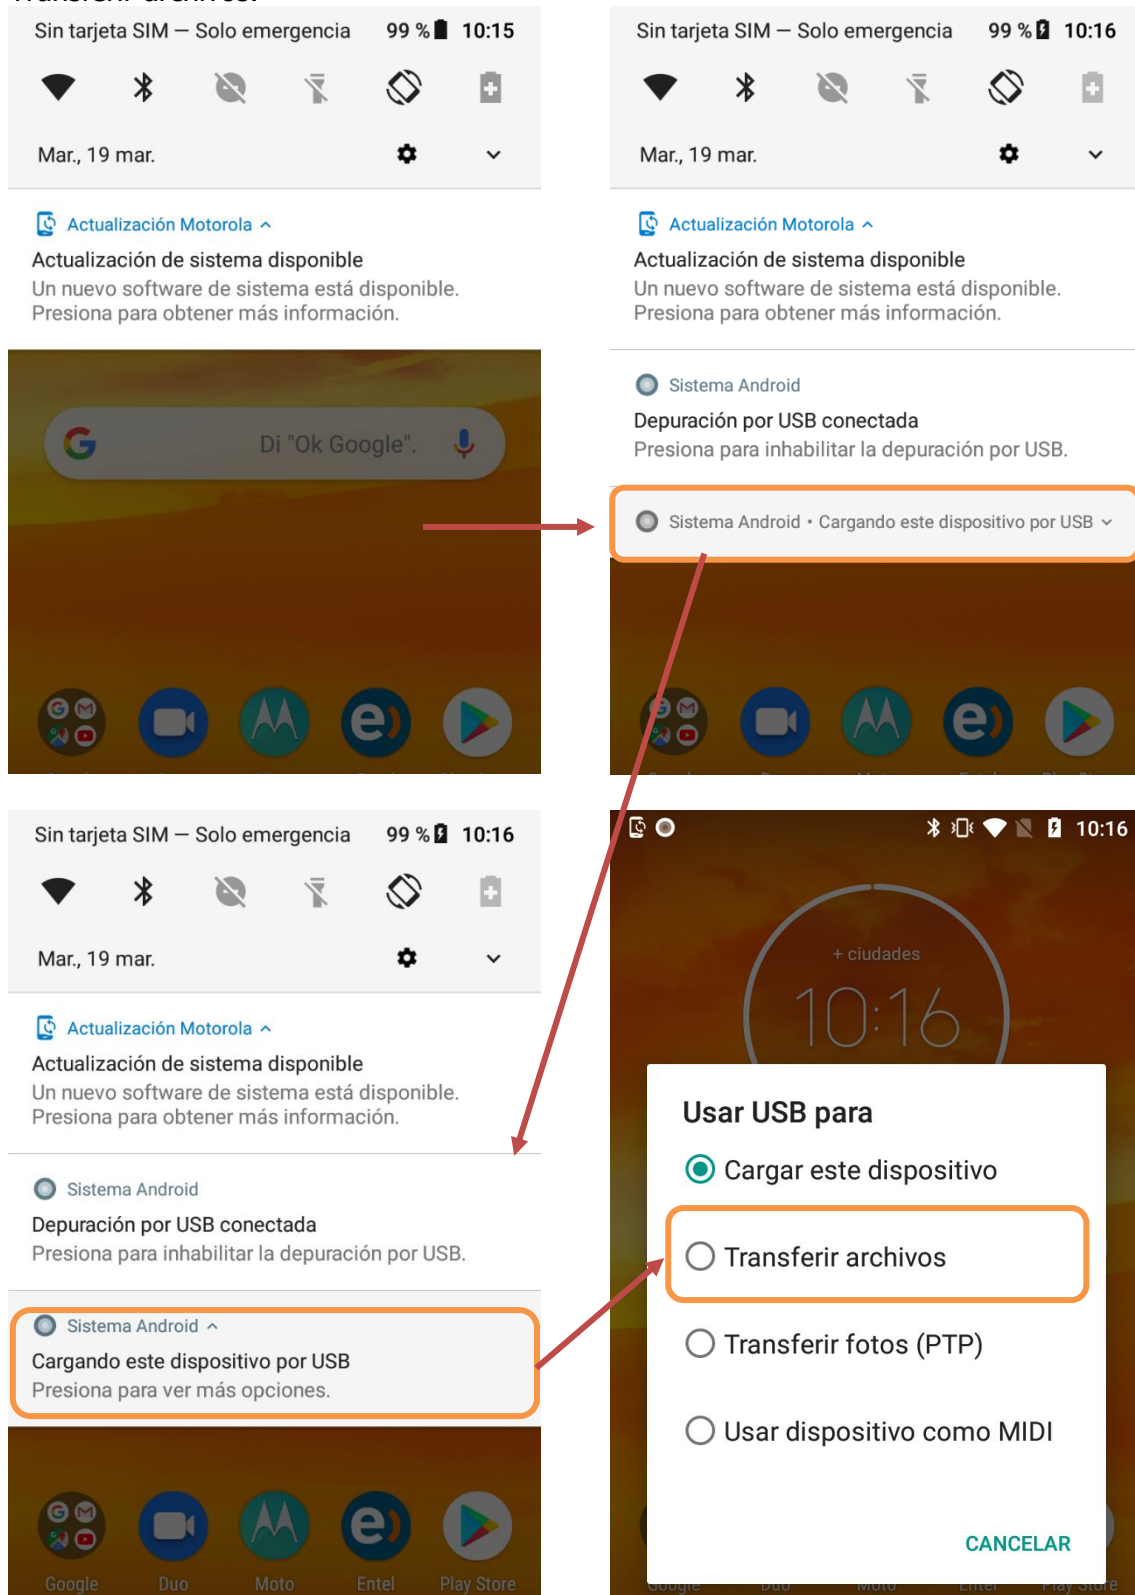 Transferir archivos.
Sin tarjeta SIM — Solo emergencia 99 % 10:15
Mar., 19 mar.
Actualización Motorola
Actualización de sistema disponible
Un nuevo software de sistema está disponible.
Presiona para obtener más información.
G Di "Ok Google".
Sin tarjeta SIM — Solo emergencia 99 % 10:16
Mar., 19 mar.
Actualización Motorola
Actualización de sistema disponible
Un nuevo software de sistema está disponible.
Presiona para obtener más información.
Sistema Android
Depuración por USB conectada
Presiona para inhabilitar la depuración por USB.
Sistema Android • Cargando este dispositivo por USB
Sin tarjeta SIM — Solo emergencia 99 % 10:16
Mar., 19 mar.
Actualización Motorola
Actualización de sistema disponible
Un nuevo software de sistema está disponible.
Presiona para obtener más información.
Sistema Android
Depuración por USB conectada
Presiona para inhabilitar la depuración por USB.
Sistema Android
Cargando este dispositivo por USB
Presiona para ver más opciones.
Google Duo Moto Entel Play Store
10:16
+ ciudades
10:16
Usar USB para
Cargar este dispositivo
Transferir archivos
Transferir fotos (PTP)
Usar dispositivo como MIDI
CANCELAR
Google Duo Moto Entel Play Store